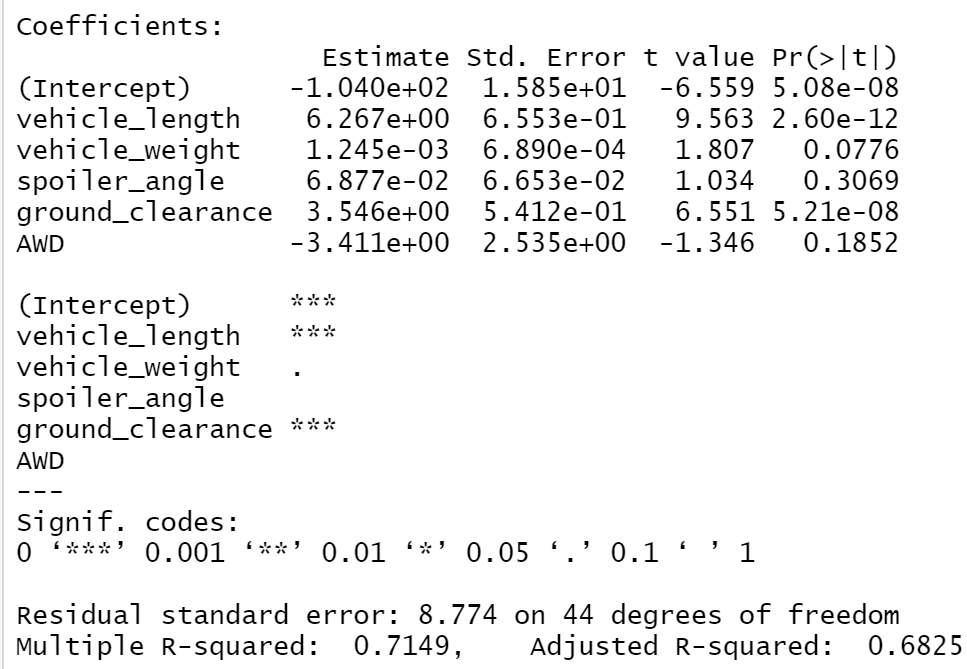 Coefficients:
Estimate Std. Error t value Pr(>|t|)
(Intercept) -1.040e+02 1.585e+01 -6.559 5.08e-08
vehicle_length 6.267e+00 6.553e-01 9.563 2.60e-12
vehicle_weight 1.245e-03 6.890e-04 1.807 0.0776
spoiler_angle 6.877e-02 6.653e-02 1.034 0.3069
ground_clearance 3.546e+00 5.412e-01 6.551 5.21e-08
AWD -3.411e+00 2.535e+00 -1.346 0.1852
(Intercept) ***
vehicle_length ***
vehicle_weight .
spoiler_angle
ground_clearance ***
AWD
---
Signif. codes:
0 ‘***’ 0.001 ‘**’ 0.01 ‘*’ 0.05 ‘.’ 0.1 ‘ ’ 1
Residual standard error: 8.774 on 44 degrees of freedom
Multiple R-squared: 0.7149, Adjusted R-squared: 0.6825